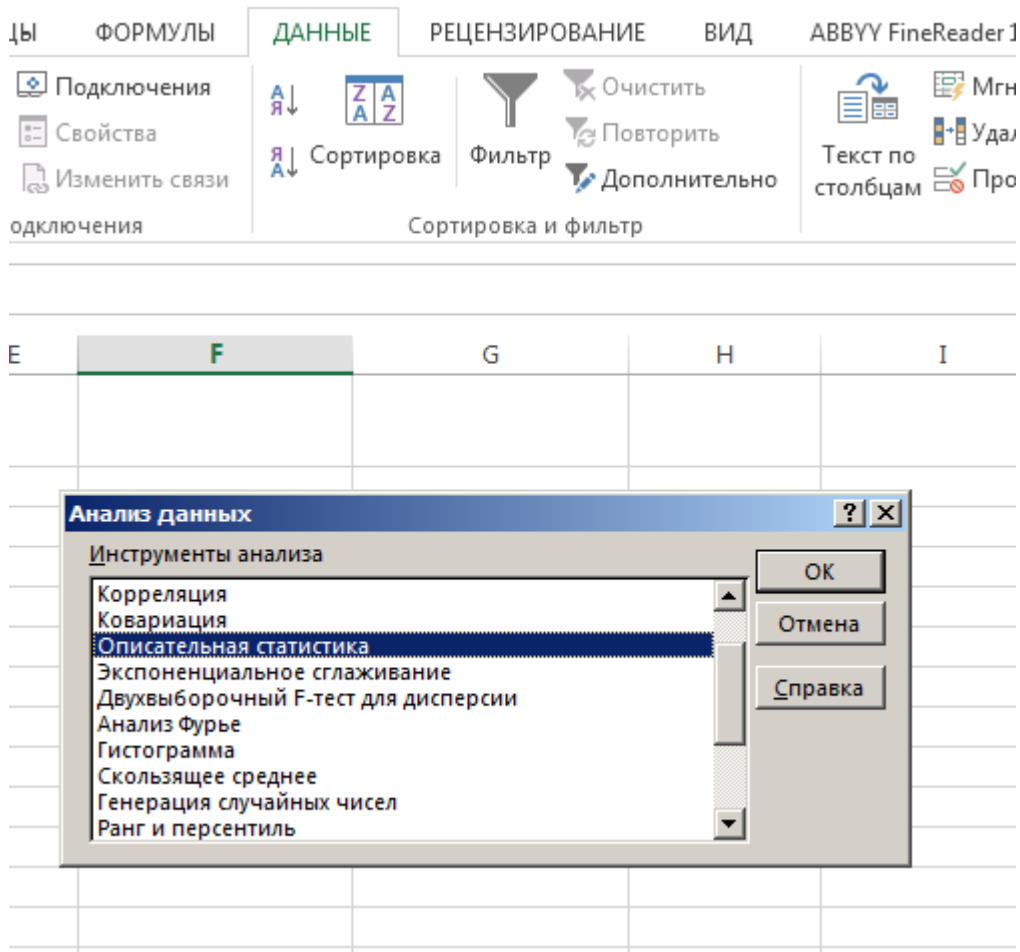 ЦЫ ФОРМУЛЫ ДАННЫЕ РЕЦЕНЗИРОВАНИЕ ВИД ABBYY FineReader 1
Подключения
Свойства
Изменить связи
одключения
А Я
Я А
Z A A Z
Сортировка
Фильтр
Очистить
Повторить
Дополнительно
Сортировка и фильтр
Текст по
столбцам
Мгн
Удал
Про
E F G H I
Анализ данных
Инструменты анализа
Корреляция
Ковариация
Описательная статистика
Экспоненциальное сглаживание
Двухвыборочный F-тест для дисперсии
Анализ Фурье
Гистограмма
Скользящее среднее
Генерация случайных чисел
Ранг и персентиль
ОК
Отмена
Справка